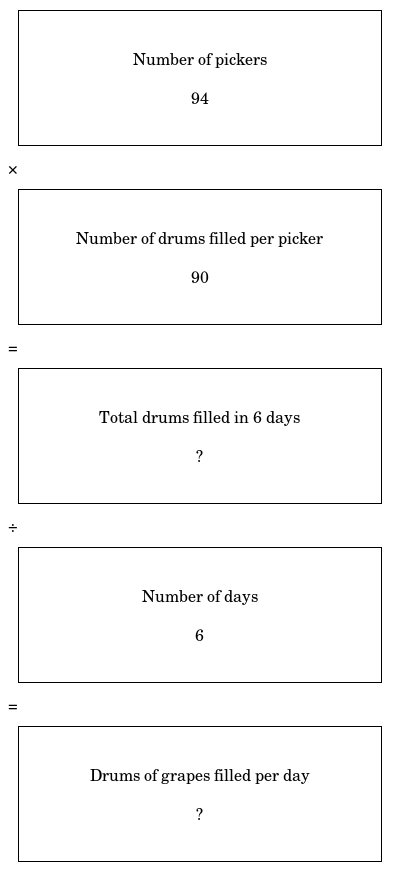 Number of pickers
94
×
Number of drums filled per picker
90
=
Total drums filled in 6 days
?
÷
Number of days
6
=
Drums of grapes filled per day
?